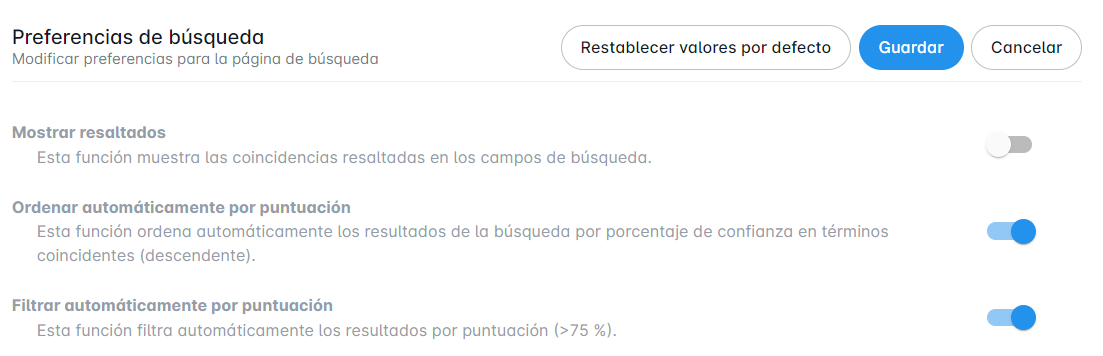 Preferencias de búsqueda
Modificar preferencias para la página de búsqueda
Restablecer valores por defecto
Guardar
Cancelar
Mostrar resaltados
Esta función muestra las coincidencias resaltadas en los campos de búsqueda.
Ordenar automáticamente por puntuación
Esta función ordena automáticamente los resultados de la búsqueda por porcentaje de confianza en términos
coincidentes (descendente).
Filtrar automáticamente por puntuación
Esta función filtra automáticamente los resultados por puntuación (>75 %).